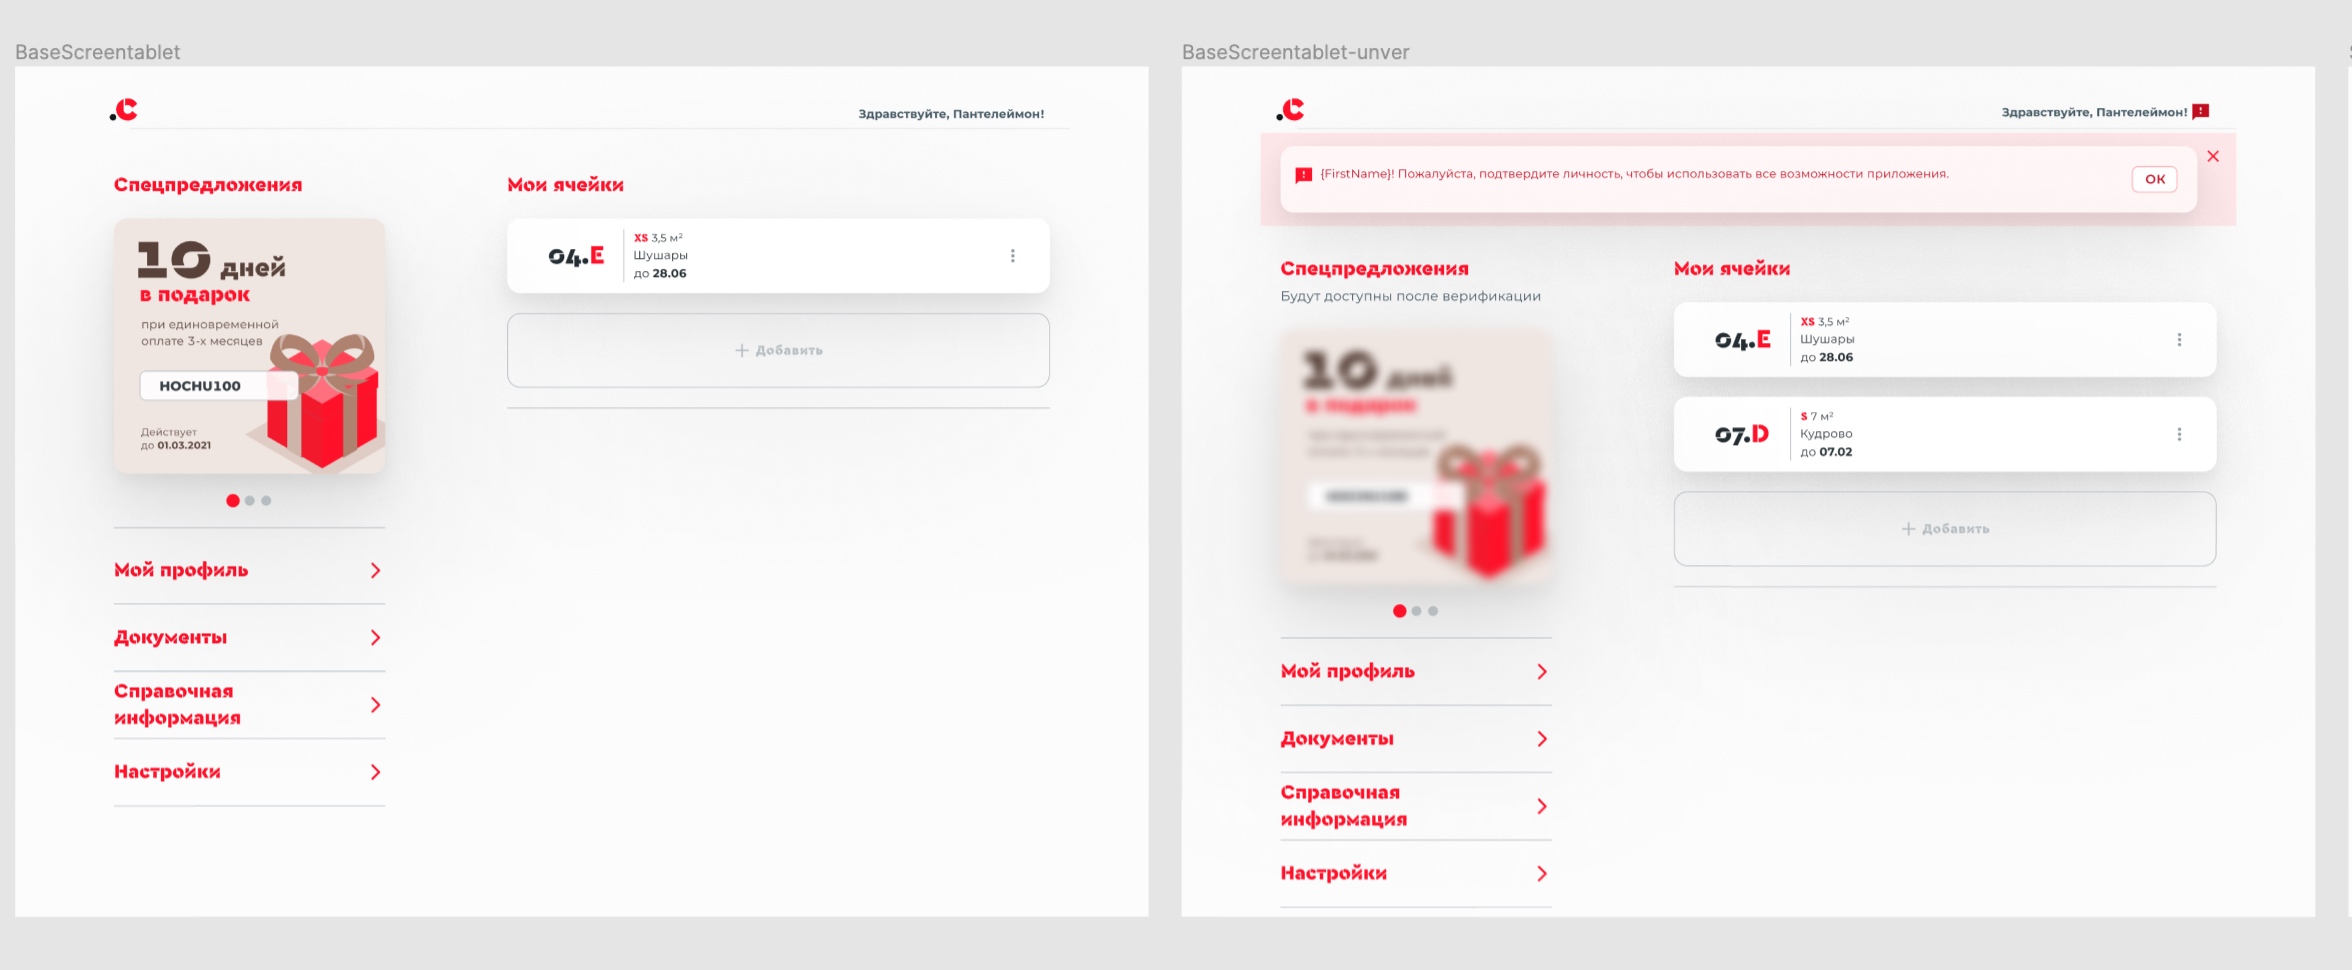 BaseScreentablet
.C
Здравствуйте, Пантелеймон!
Спецпредложения
10 дней
в подарок
при единовременной
оплате 3-х месяцев
HOCHU100
Действует
до 01.03.2021
Мой профиль
Документы
Справочная
информация
Настройки
Мои ячейки
04.E
XS 3,5 м²
Шушары
до 28.06
+ Добавить
BaseScreentablet-unver
.C
Здравствуйте, Пантелеймон!
{FirstName}! Пожалуйста, подтвердите личность, чтобы использовать все возможности приложения.
ОК
Спецпредложения
Будут доступны после верификации
10 дней
в подарок
Мой профиль
Документы
Справочная
информация
Настройки
Мои ячейки
04.E
XS 3,5 м²
Шушары
до 28.06
07.D
S 7 м²
Кудрово
до 07.02
+ Добавить